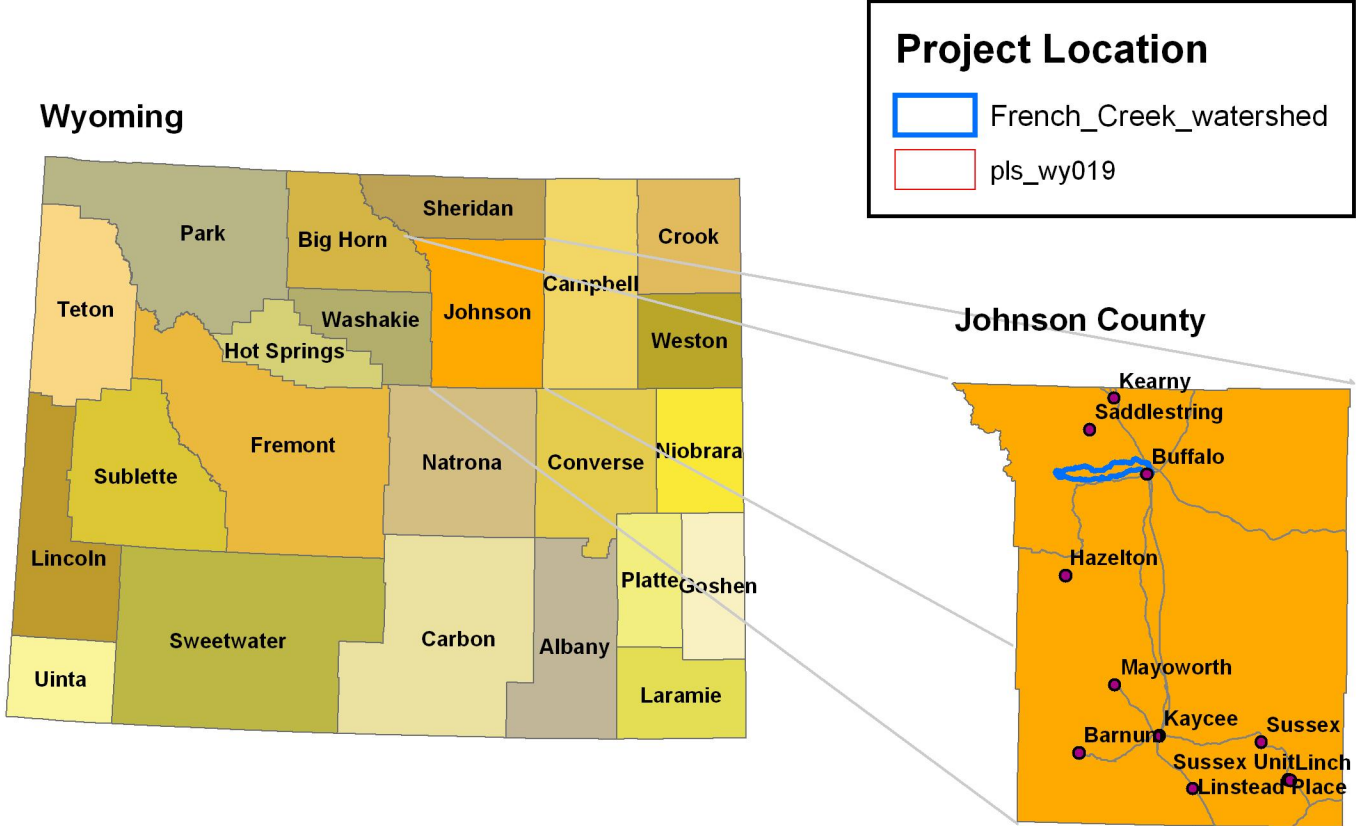 Project Location
French_Creek_watershed
pls_wy019
Wyoming
Sheridan
Park
Big Horn
Crook
Campbell
Teton
Johnson
Washakie
Weston
Hot Springs
Fremont
Natrona
Converse
Niobrara
Sublette
Lincoln
Platte
Goshen
Sweetwater
Carbon
Albany
Uinta
Laramie
Johnson County
Kearny
Saddlestring
Buffalo
Hazelton
Mayoworth
Kaycee
Sussex
Barnum
Sussex Unit
Linch
Linstead Place